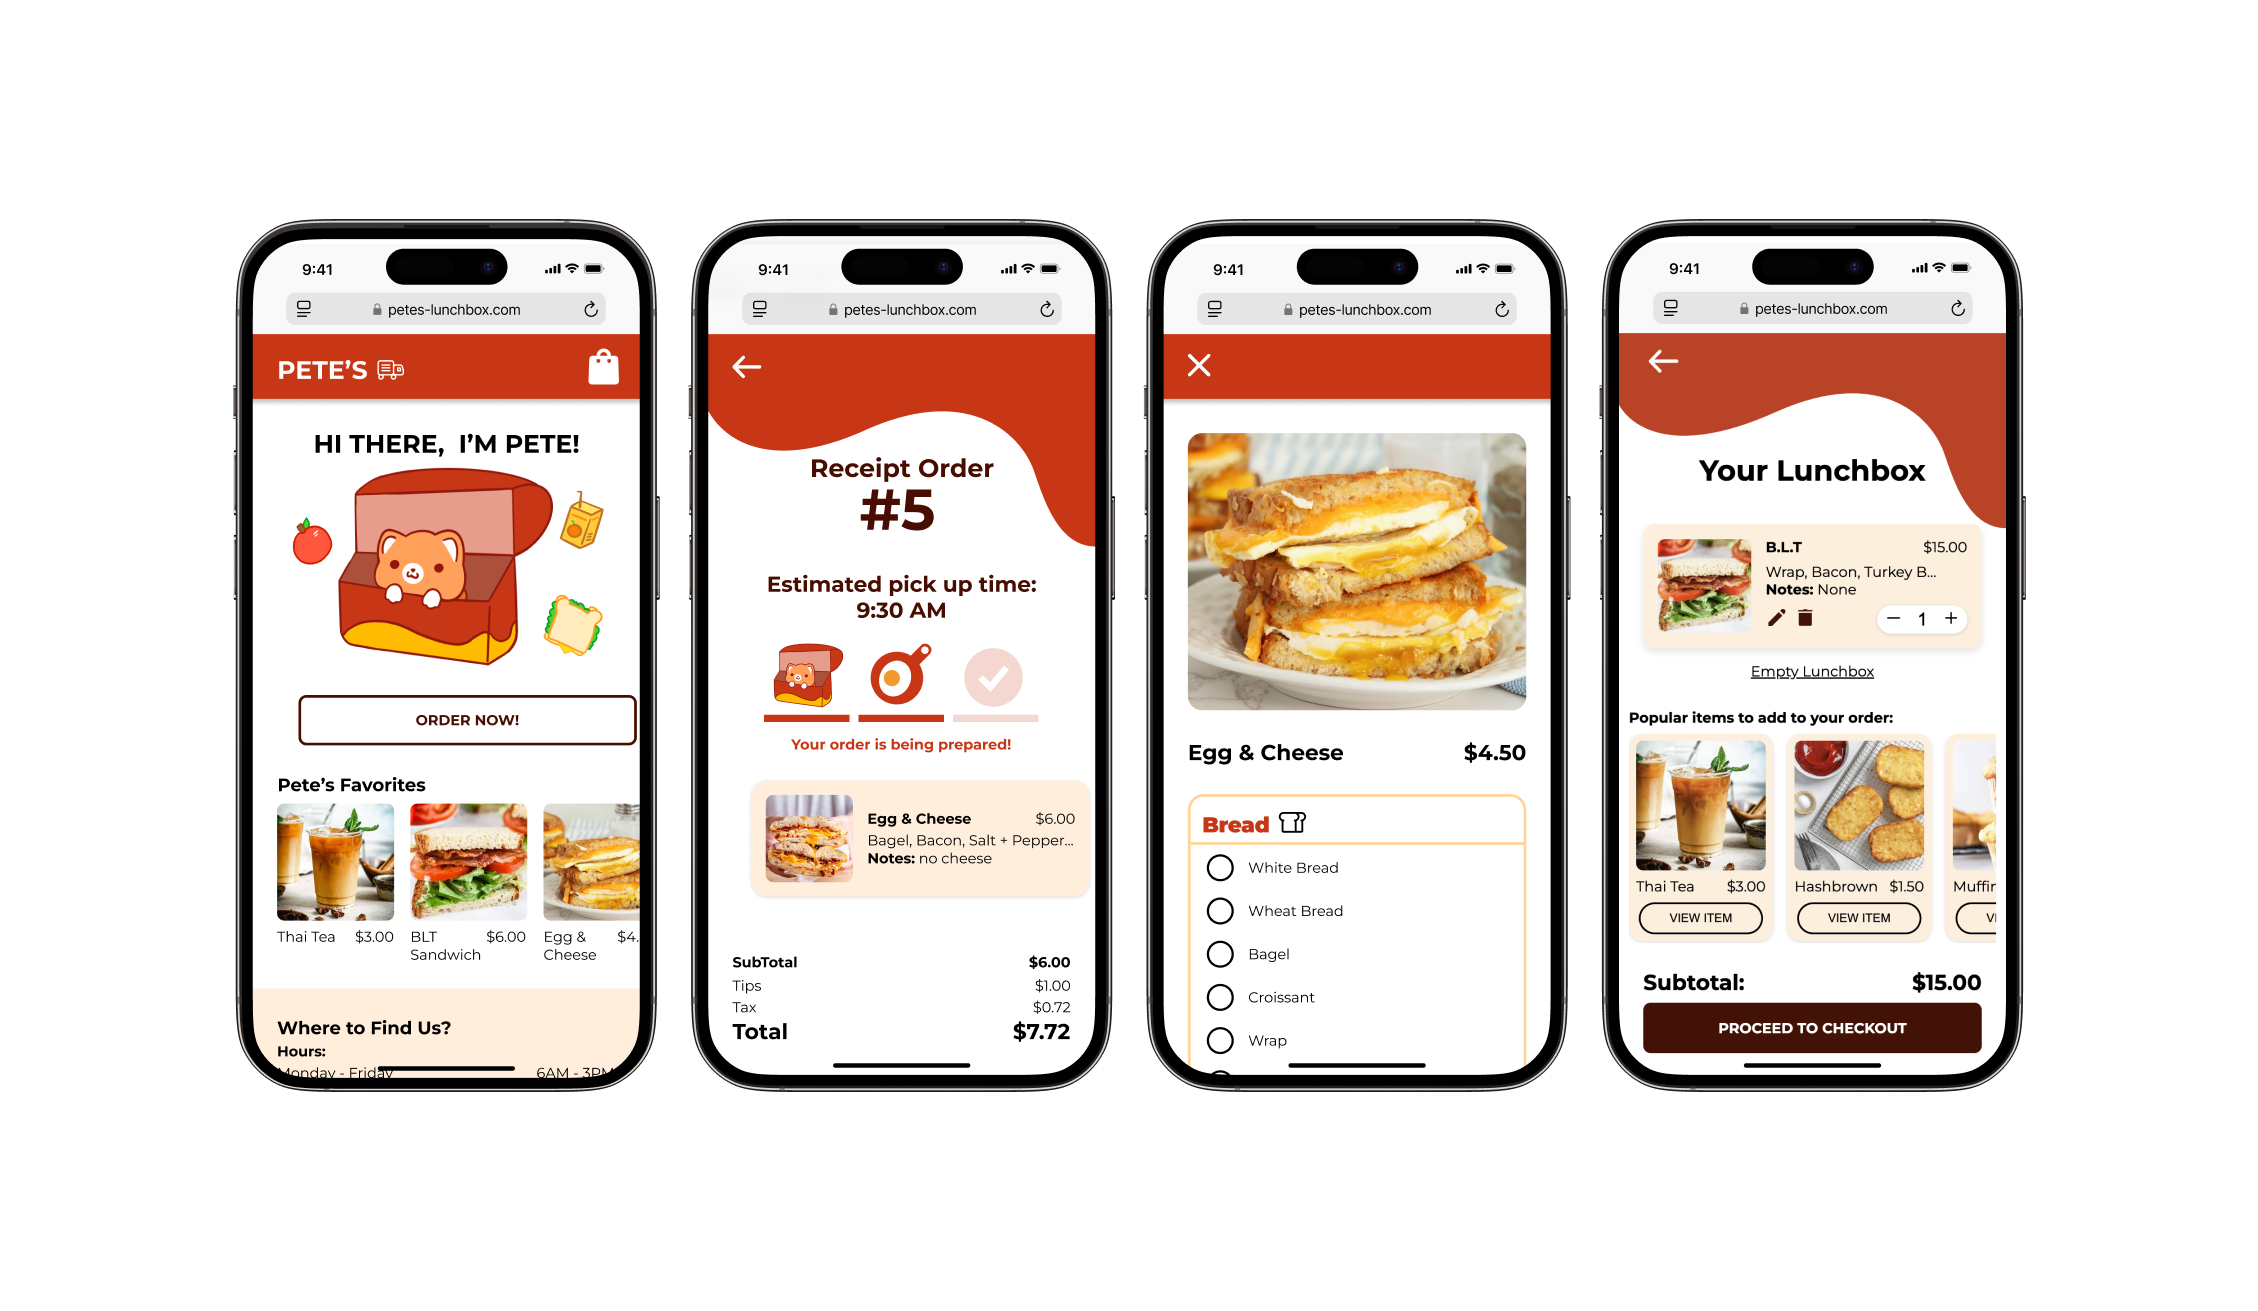 9:41
petes-lunchbox.com
PETE'S
HI THERE, I'M PETE!
ORDER NOW!
Pete's Favorites
Thai Tea $3.00
BLT Sandwich $6.00
Egg & Cheese $4.
Where to Find Us?
Hours:
Monday - Friday 6AM - 3PM
9:41
petes-lunchbox.com
Receipt Order
#5
Estimated pick up time:
9:30 AM
Your order is being prepared!
Egg & Cheese $6.00
Bagel, Bacon, Salt + Pepper...
Notes: no cheese
SubTotal $6.00
Tips $1.00
Tax $0.72
Total $7.72
9:41
petes-lunchbox.com
Egg & Cheese $4.50
Bread
White Bread
Wheat Bread
Bagel
Croissant
Wrap
9:41
petes-lunchbox.com
Your Lunchbox
B.L.T $15.00
Wrap, Bacon, Turkey B...
Notes: None
1
Empty Lunchbox
Popular items to add to your order:
Thai Tea $3.00
VIEW ITEM
Hashbrown $1.50
VIEW ITEM
Muffin
VI
Subtotal: $15.00
PROCEED TO CHECKOUT